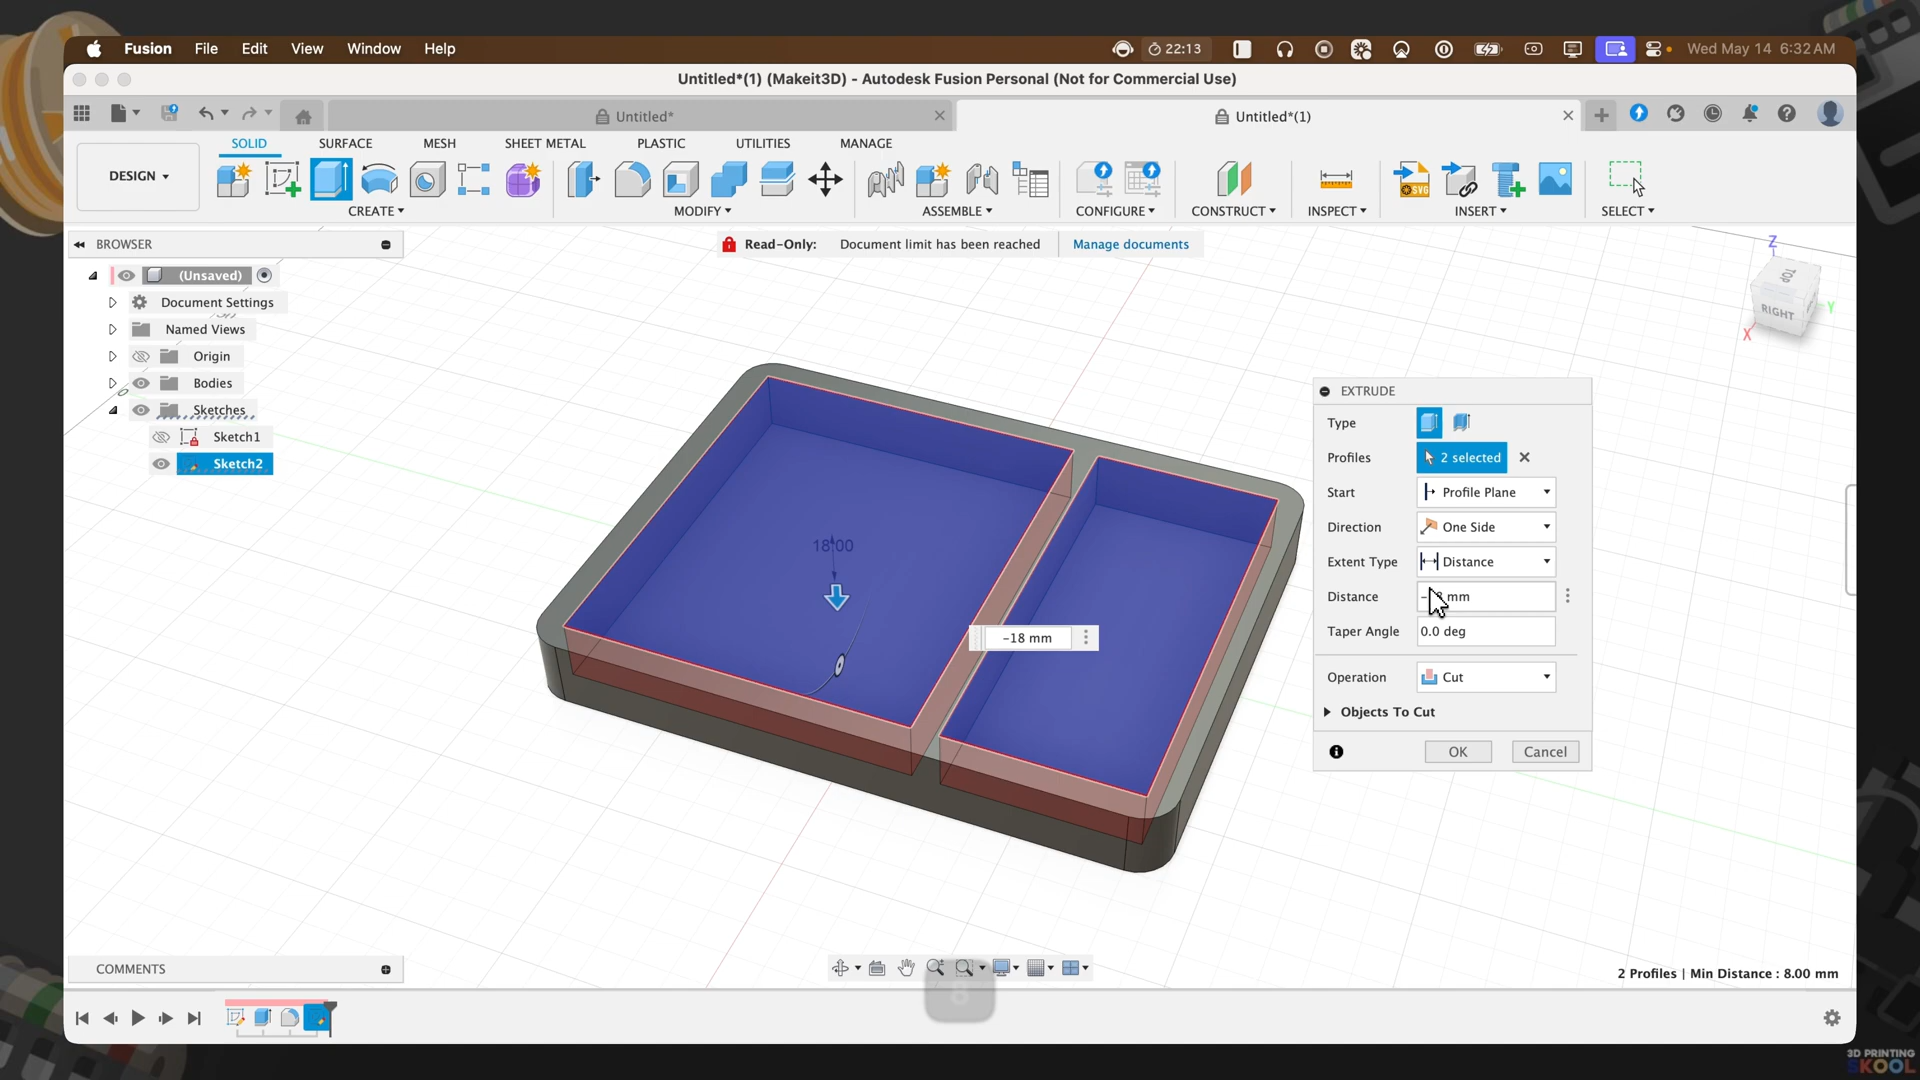 Fusion File Edit View Window Help 22:13 Wed May 14 6:32 AM
Untitled*(1) (Makeit3D) - Autodesk Fusion Personal (Not for Commercial Use)
Untitled* Untitled*(1)
SOLID SURFACE MESH SHEET METAL PLASTIC UTILITIES MANAGE
DESIGN
CREATE MODIFY ASSEMBLE CONFIGURE CONSTRUCT INSPECT INSERT SELECT
BROWSER
Read-Only: Document limit has been reached Manage documents
(Unsaved)
Document Settings
Named Views
Origin
Bodies
Sketches
Sketch1
Sketch2
Z
TOP
RIGHT
Y
X
18.00
-18 mm
EXTRUDE
Type
Profiles 2 selected
Start Profile Plane
Direction One Side
Extent Type Distance
Distance mm
Taper Angle 0.0 deg
Operation Cut
Objects To Cut
OK Cancel
COMMENTS
2 Profiles | Min Distance : 8.00 mm
8
3D PRINTING
SKOOL